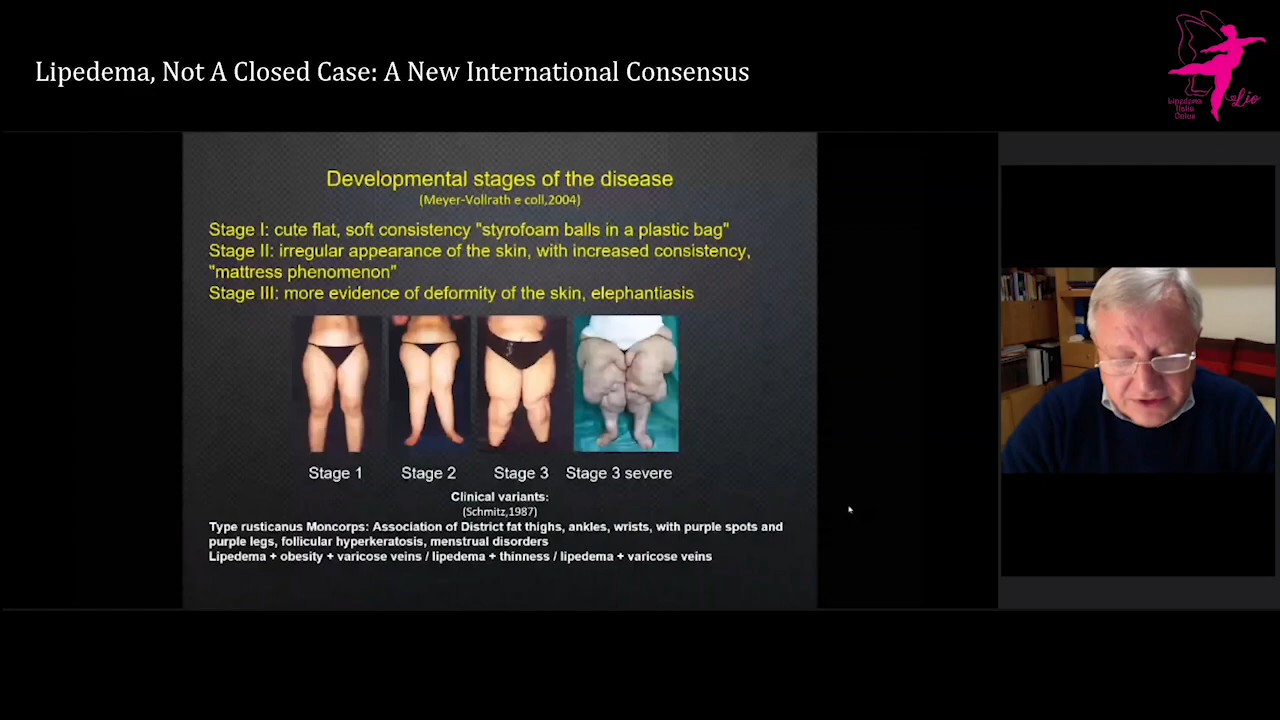 Lipedema, Not A Closed Case: A New International Consensus
Lipedema
Italia
Onlus
Lio
Developmental stages of the disease
(Meyer-Vollrath e coll,2004)
Stage I: cute flat, soft consistency "styrofoam balls in a plastic bag"
Stage II: irregular appearance of the skin, with increased consistency,
"mattress phenomenon"
Stage III: more evidence of deformity of the skin, elephantiasis
Stage 1 Stage 2 Stage 3 Stage 3 severe
Clinical variants:
(Schmitz,1987)
Type rusticanus Moncorps: Association of District fat thighs, ankles, wrists, with purple spots and
purple legs, follicular hyperkeratosis, menstrual disorders
Lipedema + obesity + varicose veins / lipedema + thinness / lipedema + varicose veins